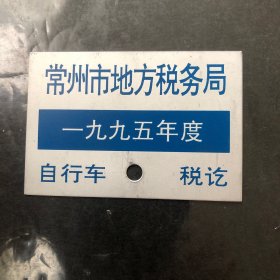 常州市地方税务局
一九九五年度
自行车 税讫